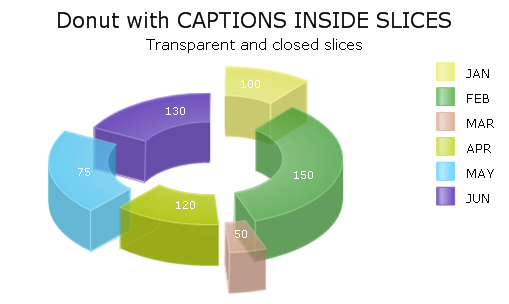 Donut with CAPTIONS INSIDE SLICES
Transparent and closed slices
100
130
150
75
120
50
JAN
FEB
MAR
APR
MAY
JUN